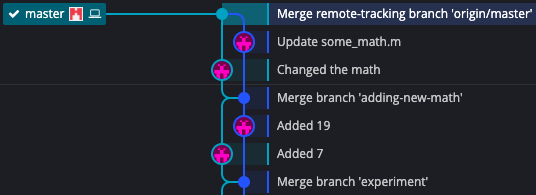 master
Merge remote-tracking branch 'origin/master'
Update some_math.m
Changed the math
Merge branch 'adding-new-math'
Added 19
Added 7
Merge branch 'experiment'